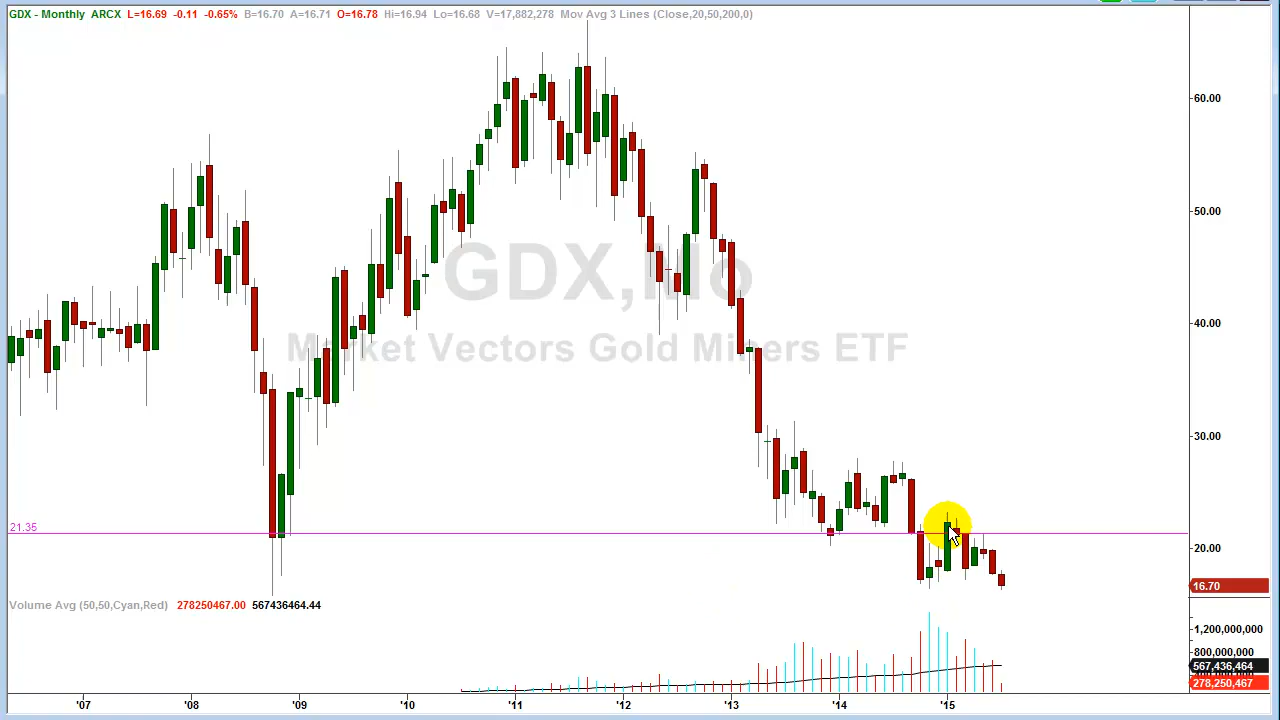 GDX - Monthly ARCX L=16.69 -0.11 -0.65% B=16.70 A=16.71 O=16.78 Hi=16.94 Lo=16.68 V=17,882,278 Mov Avg 3 Lines (Close,20,50,200,0)
60.00
50.00
GDX,Mo
40.00
Market Vectors Gold Miners ETF
30.00
21.35
20.00
16.70
Volume Avg (50,50,Cyan,Red) 278250467.00 567436464.44
1,200,000,000
800,000,000
567,436,464
278,250,467
'07 '08 '09 '10 '11 '12 '13 '14 '15